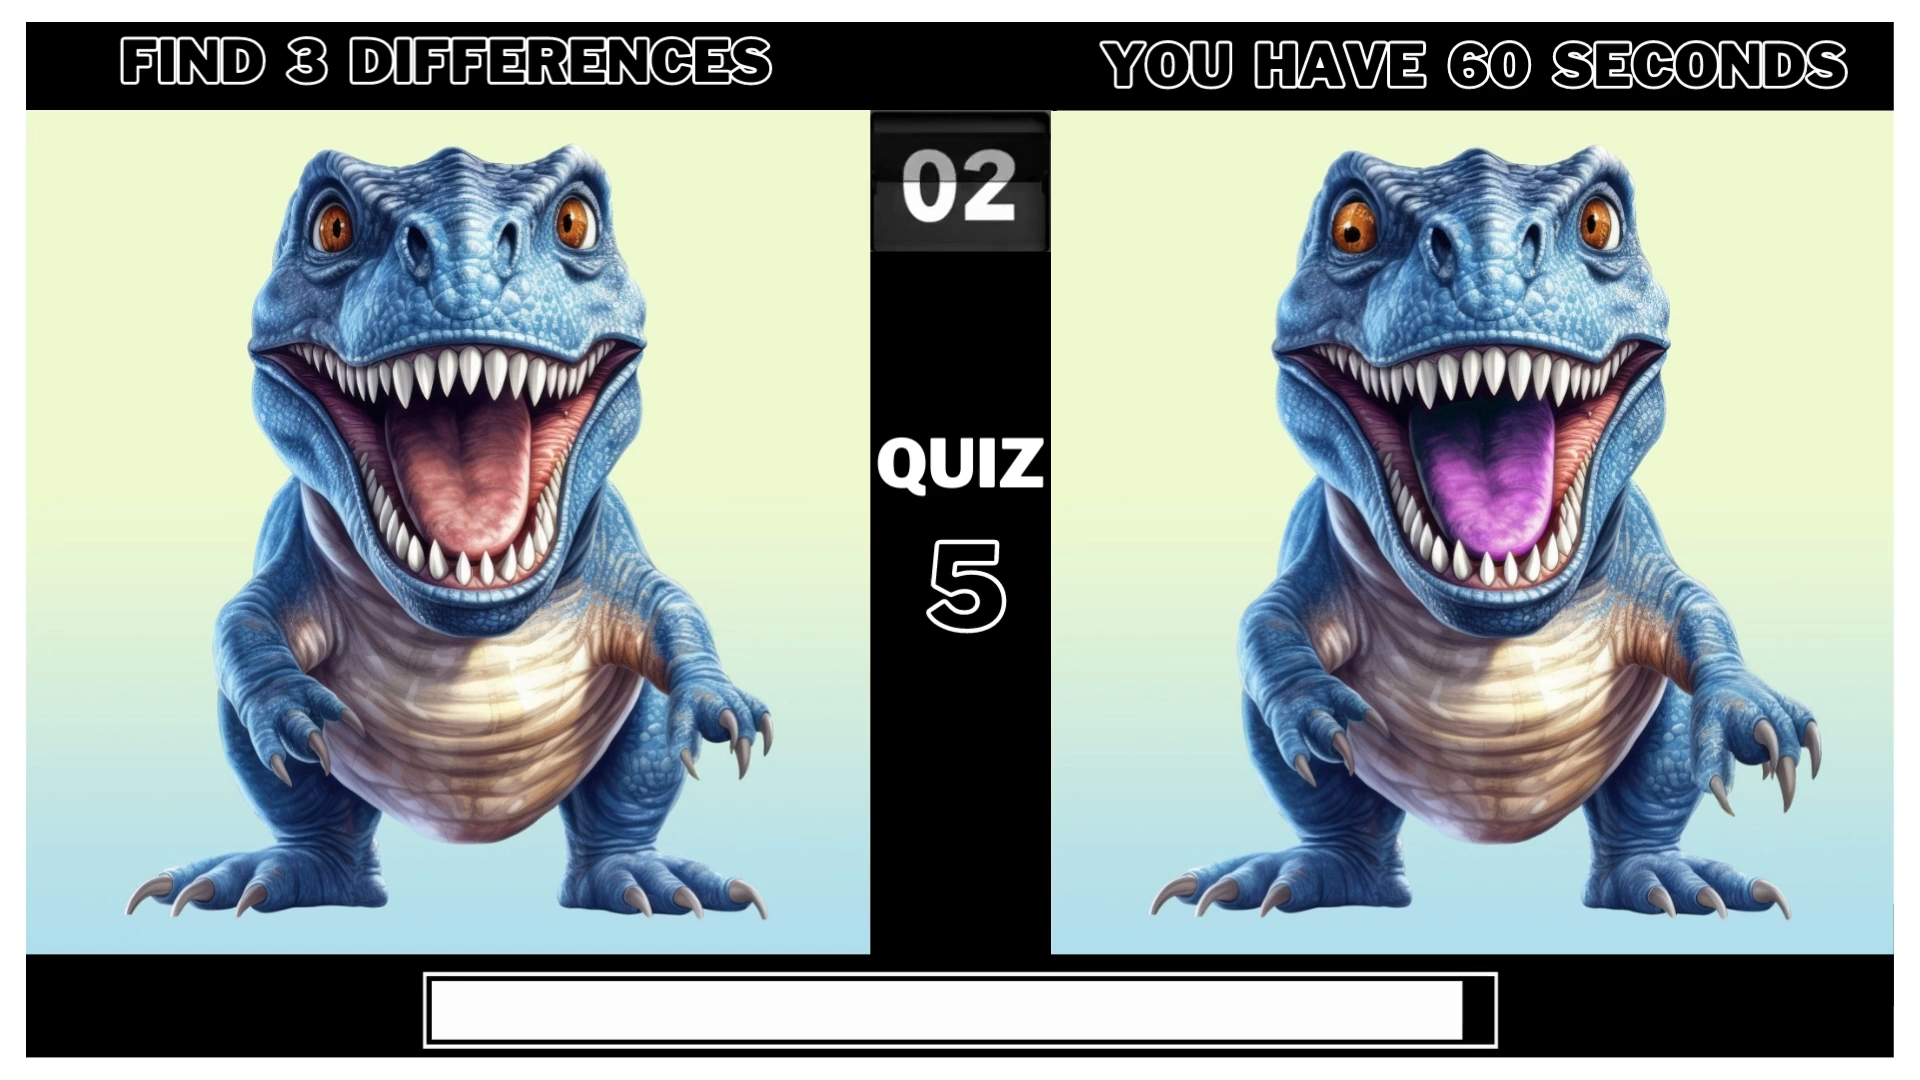 FIND 3 DIFFERENCES
YOU HAVE 60 SECONDS
02
QUIZ
5